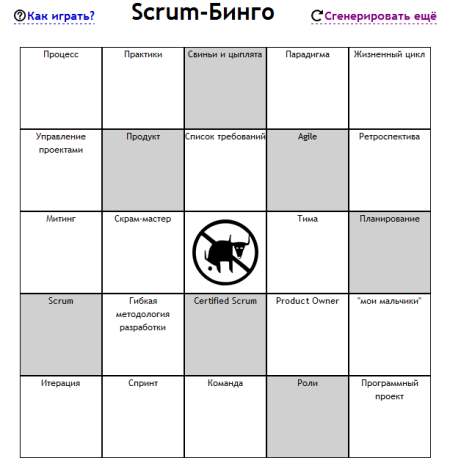 Как играть?
Scrum-Бинго
Сгенерировать ещё
Процесс
Практики
Свиньи и цыплята
Парадигма
Жизненный цикл
Управление
проектами
Продукт
Список требований
Agile
Ретроспектива
Митинг
Скрам-мастер
Тима
Планирование
Scrum
Гибкая
методология
разработки
Certified Scrum
Product Owner
"мои мальчики"
Итерация
Спринт
Команда
Роли
Программный
проект